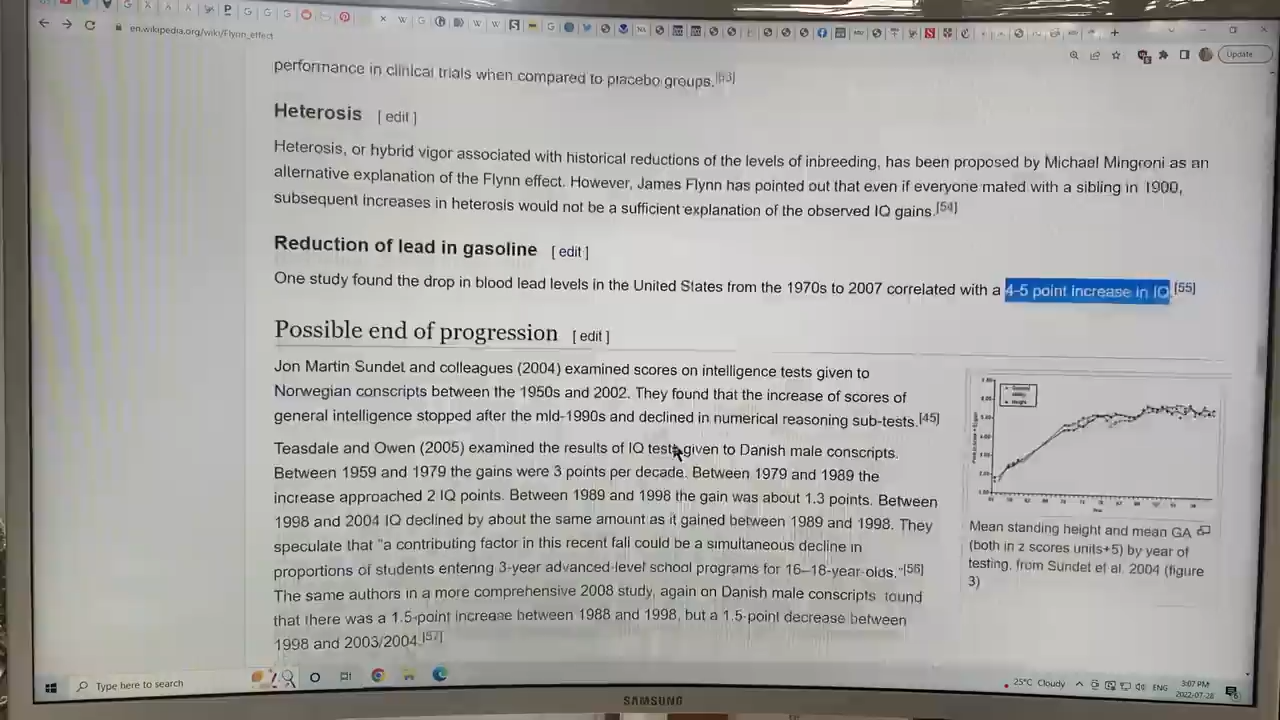 en.wikipedia.org/wiki/Flynn_effect
Update
performance in clinical trials when compared to placebo groups.[53]
Heterosis [ edit ]
Heterosis, or hybrid vigor associated with historical reductions of the levels of inbreeding, has been proposed by Michael Mingroni as an
alternative explanation of the Flynn effect. However, James Flynn has pointed out that even if everyone mated with a sibling in 1900,
subsequent increases in heterosis would not be a sufficient explanation of the observed IQ gains.[54]
Reduction of lead in gasoline [ edit ]
One study found the drop in blood lead levels in the United States from the 1970s to 2007 correlated with a 4-5 point increase in IQ.[55]
Possible end of progression [ edit ]
Jon Martin Sundet and colleagues (2004) examined scores on intelligence tests given to
Norwegian conscripts between the 1950s and 2002. They found that the increase of scores of
general intelligence stopped after the mid-1990s and declined in numerical reasoning sub-tests.[45]
Teasdale and Owen (2005) examined the results of IQ tests given to Danish male conscripts.
Between 1959 and 1979 the gains were 3 points per decade. Between 1979 and 1989 the
increase approached 2 IQ points. Between 1989 and 1998 the gain was about 1.3 points. Between
1998 and 2004 IQ declined by about the same amount as it gained between 1989 and 1998. They
speculate that "a contributing factor in this recent fall could be a simultaneous decline in
proportions of students entering 3-year advanced-level school programs for 16–18-year-olds."[56]
The same authors in a more comprehensive 2008 study, again on Danish male conscripts found
that there was a 1.5-point increase between 1988 and 1998, but a 1.5-point decrease between
1998 and 2003/2004.[57]
Mean standing height and mean GA
(both in z scores units+5) by year of
testing, from Sundet et al. 2004 (figure
3)
Type here to search
25°C Cloudy
ENG
3:07 PM
2022-07-28
SAMSUNG